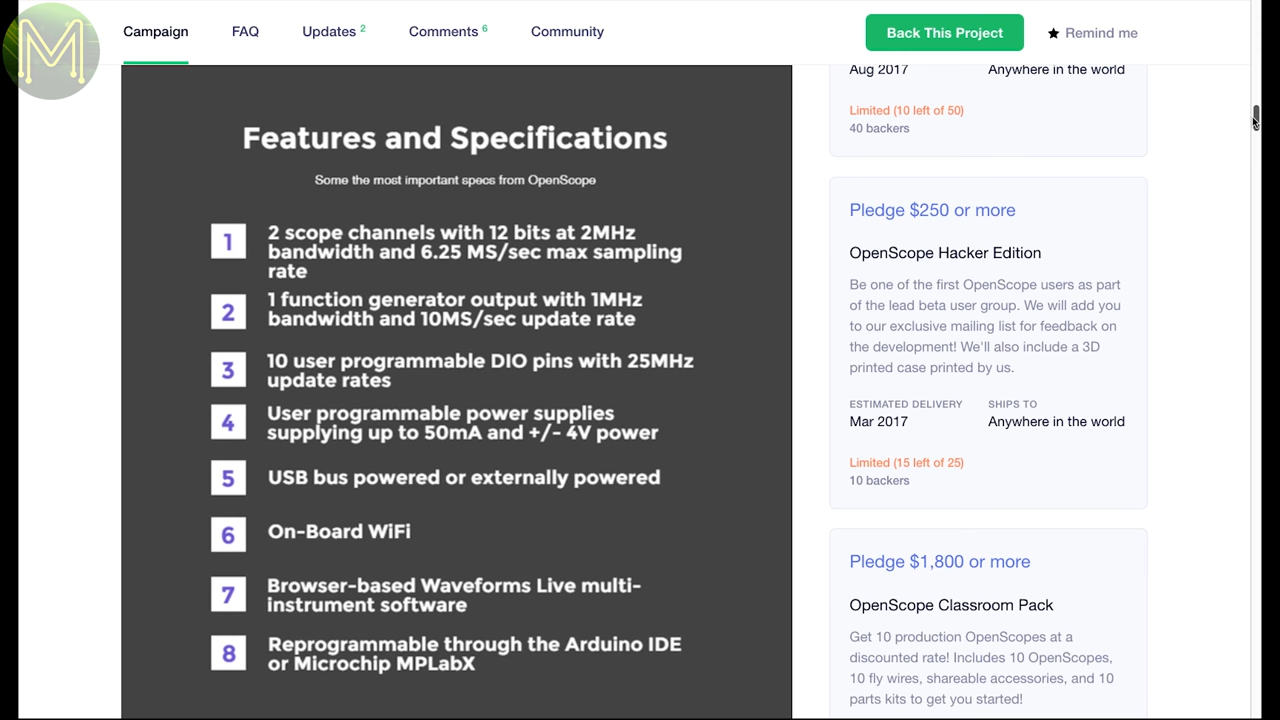 M
Campaign
FAQ
Updates 2
Comments 6
Community
Back This Project
Remind me
Features and Specifications
Some the most important specs from OpenScope
1
2 scope channels with 12 bits at 2MHz
bandwidth and 6.25 MS/sec max sampling
rate
2
1 function generator output with 1MHz
bandwidth and 10MS/sec update rate
3
10 user programmable DIO pins with 25MHz
update rates
4
User programmable power supplies
supplying up to 50mA and +/- 4V power
5
USB bus powered or externally powered
6
On-Board WiFi
7
Browser-based Waveforms Live multi-
instrument software
8
Reprogrammable through the Arduino IDE
or Microchip MPLabX
Aug 2017
Anywhere in the world
Limited (10 left of 50)
40 backers
Pledge $250 or more
OpenScope Hacker Edition
Be one of the first OpenScope users as part
of the lead beta user group. We will add you
to our exclusive mailing list for feedback on
the development! We'll also include a 3D
printed case printed by us.
ESTIMATED DELIVERY
SHIPS TO
Mar 2017
Anywhere in the world
Limited (15 left of 25)
10 backers
Pledge $1,800 or more
OpenScope Classroom Pack
Get 10 production OpenScopes at a
discounted rate! Includes 10 OpenScopes,
10 fly wires, shareable accessories, and 10
parts kits to get you started!